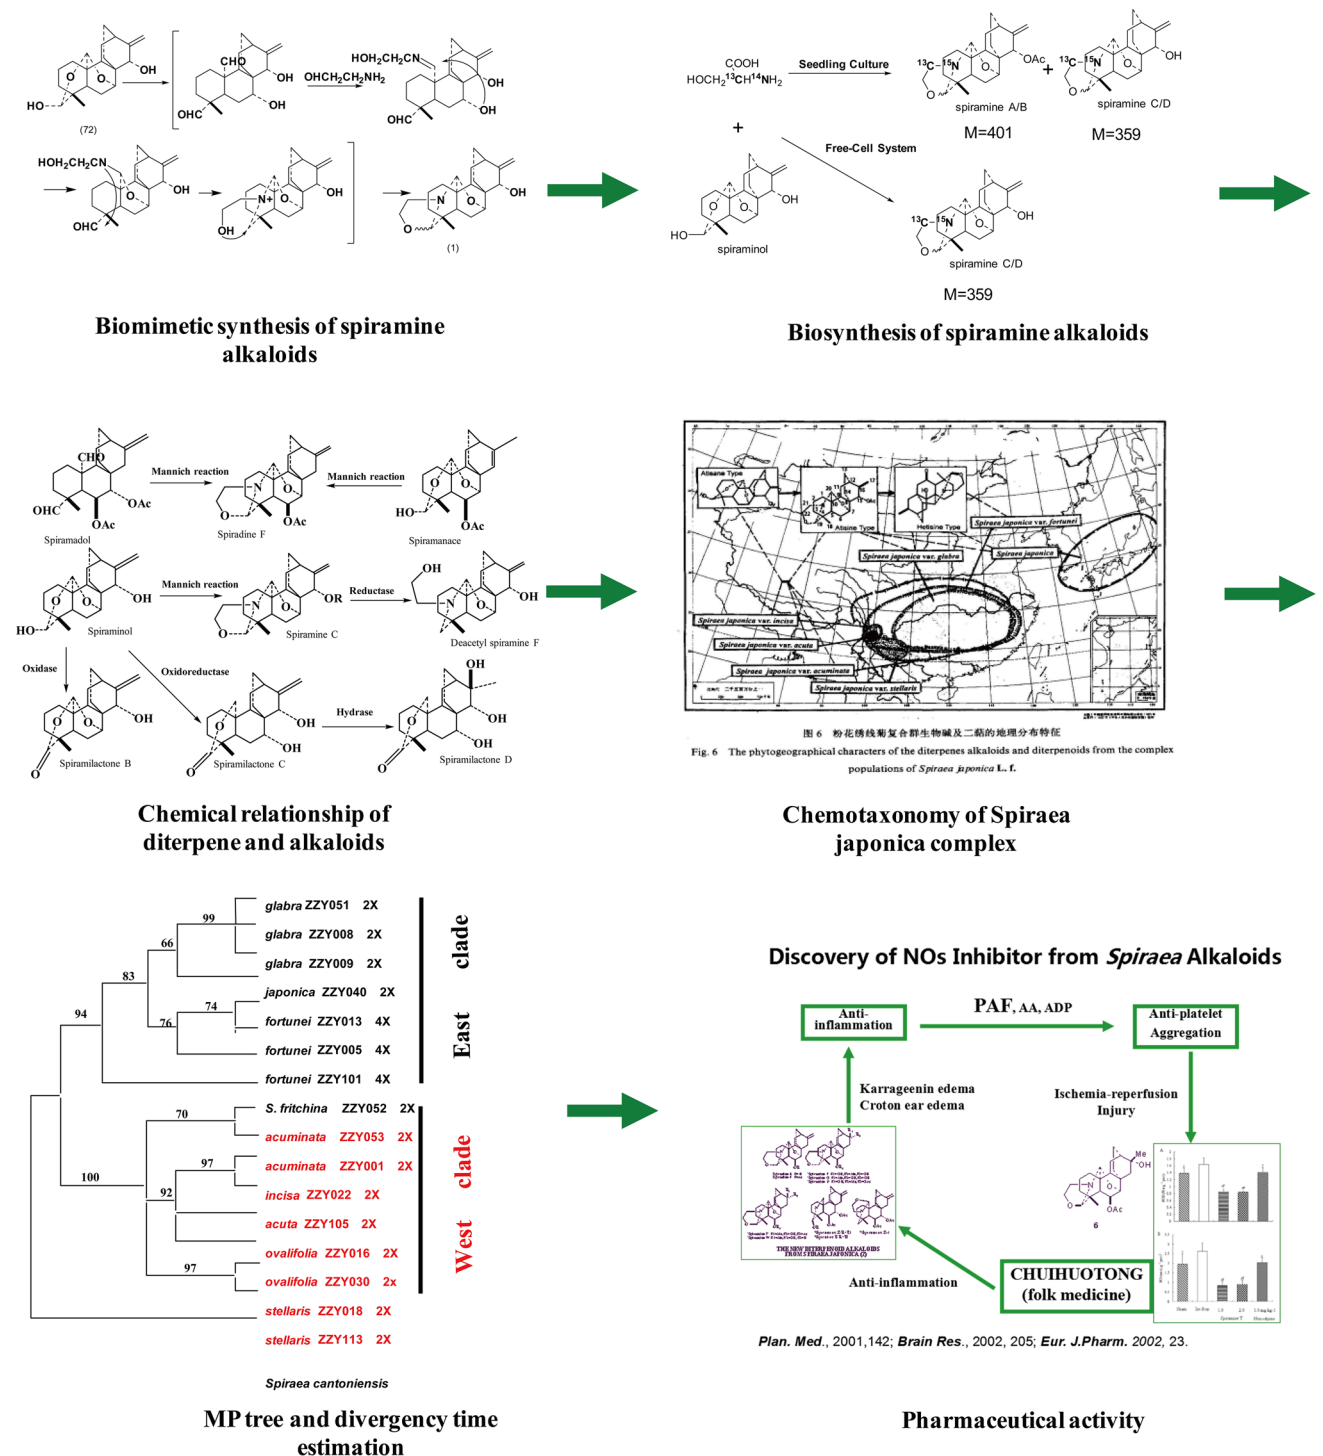 CHO
OH
OH
HOH2CH2CN
OHCH2CH2NH2
O
O
OH
HO
(72)
OHC
OH
OH
OHC
HOH2CH2CN
O
OH
OHC
N+
O
OH
OH
N
O
OH
O
(1)
Biomimetic synthesis of spiramine
alkaloids
COOH
HOCH2 13CH 14NH2
Seedling Culture
13C 15N
O
OAc
O
spiramine A/B
M=401
+
13C 15N
O
OH
O
spiramine C/D
M=359
+
Free-Cell System
O
O
OH
HO
spiraminol
13C 15N
O
OH
O
spiramine C/D
M=359
Biosynthesis of spiramine alkaloids
CHO
OAc
OHC
OAc
Spiramadol
Mannich reaction
N
O
O
OAc
Spiradine F
Mannich reaction
O
O
HO
OAc
Spiramanace
O
O
OH
HO
Spiraminol
Mannich reaction
N
O
OR
O
Spiramine C
Reductase
OH
N
O
OH
Deacetyl spiramine F
Oxidase
Oxidoreductase
O
O
OH
O
Spiramilactone B
O
OH
OH
O
Spiramilactone C
Hydrase
OH
O
OH
OH
O
Spiramilactone D
Chemical relationship of
diterpene and alkaloids
Atisane Type
Atisine Type
Hetisine Type
Spiraea japonica var. fortunei
Spiraea japonica var. glabra
Spiraea japonica
Spiraea japonica var. incisa
Spiraea japonica var. acuta
Spiraea japonica var. acuminata
Spiraea japonica var. stellaris
图 6 粉花绣线菊复合群生物碱及二萜的地理分布特征
Fig. 6 The phytogeographical characters of the diterpenes alkaloids and diterpenoids from the complex
populations of Spiraea japonica L. f.
Chemotaxonomy of Spiraea
japonica complex
glabra ZZY051 2X
99
glabra ZZY008 2X
66
glabra ZZY009 2X
83
japonica ZZY040 2X
74
94
fortunei ZZY013 4X
76
fortunei ZZY005 4X
fortunei ZZY101 4X
East clade
S. fritchina ZZY052 2X
70
acuminata ZZY053 2X
97
acuminata ZZY001 2X
100
92
incisa ZZY022 2X
acuta ZZY105 2X
ovalifolia ZZY016 2X
97
ovalifolia ZZY030 2x
West clade
stellaris ZZY018 2X
stellaris ZZY113 2X
Spiraea cantoniensis
MP tree and divergency time
estimation
Discovery of NOs Inhibitor from Spiraea Alkaloids
Anti-
inflammation
PAF, AA, ADP
Anti-platelet
Aggregation
Karrageenin edema
Croton ear edema
Ischemia-reperfusion
Injury
Me
OH
N
O
O
OAc
6
THE NEW DITERPENOID ALKALOIDS
FROM SPIRAEA JAPONICA (2)
Anti-inflammation
CHUIHUOTONG
(folk medicine)
Plan. Med., 2001,142; Brain Res., 2002, 205; Eur. J.Pharm. 2002, 23.
Pharmaceutical activity